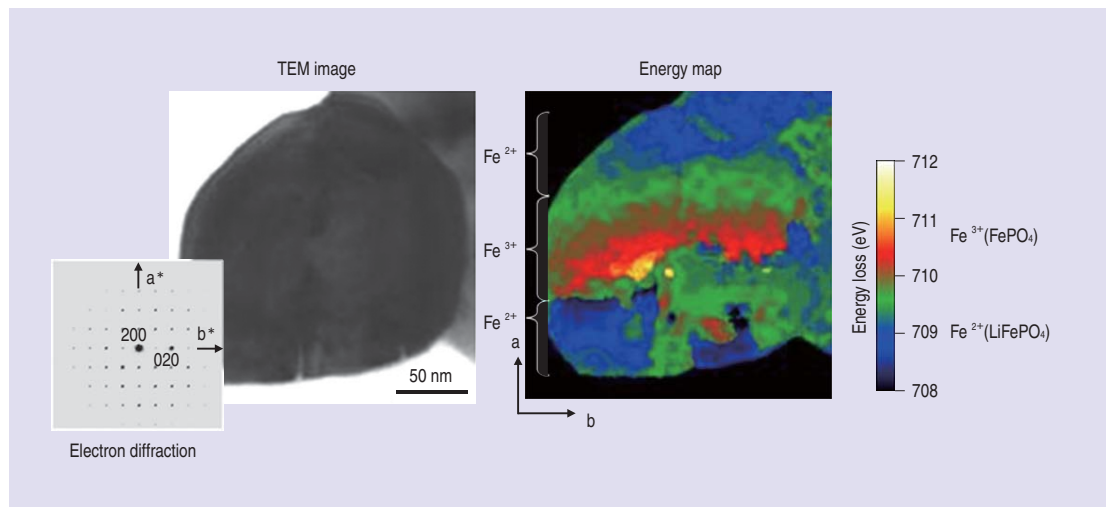 TEM image
Energy map
Fe 2+
Fe 3+
Fe 2+
a
b
a*
b*
200
020
50 nm
Electron diffraction
Energy loss (eV)
712
711
710
709
708
Fe 3+(FePO4)
Fe 2+(LiFePO4)